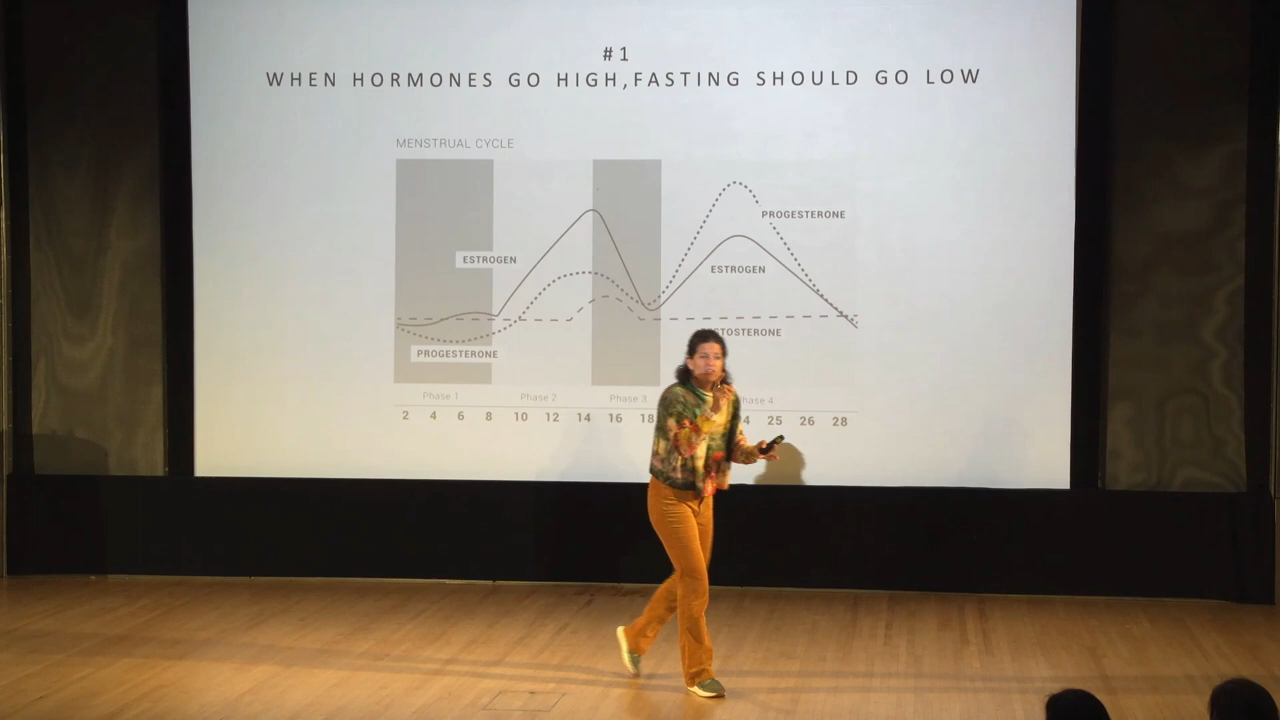 #1
WHEN HORMONES GO HIGH,FASTING SHOULD GO LOW
MENSTRUAL CYCLE
PROGESTERONE
ESTROGEN
ESTROGEN
PROGESTERONE
Phase 1 Phase 2 Phase 3
2 4 6 8 10 12 14 16 18 25 26 28